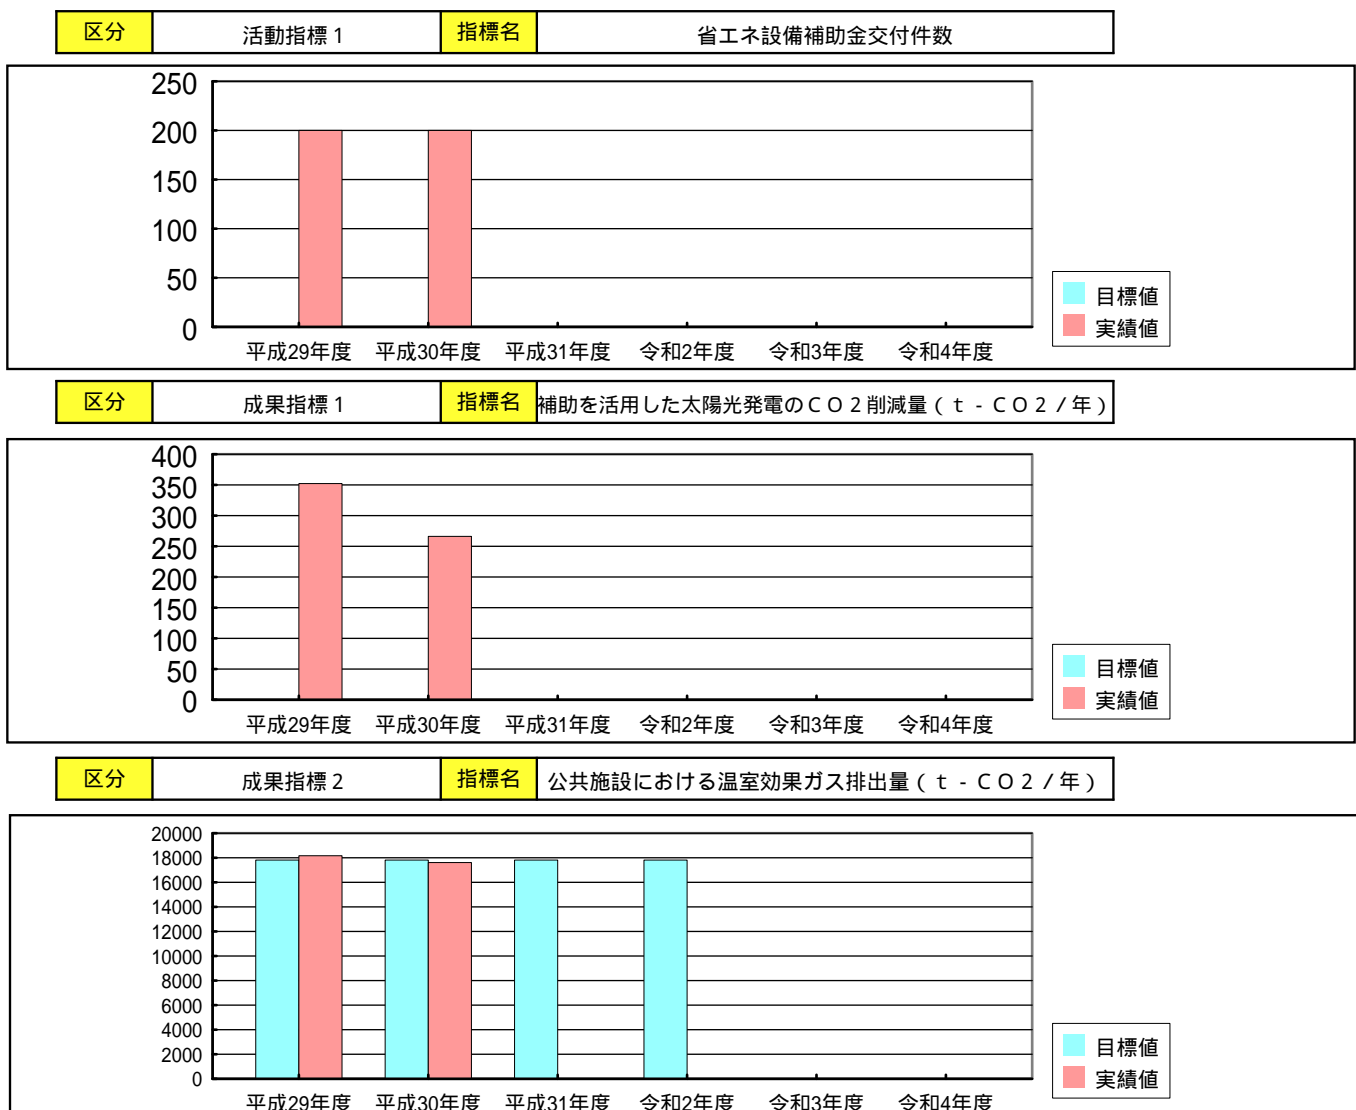 区分 活動指標１ 指標名 省エネ設備補助金交付件数
250
200
150
100
50
0
平成29年度 平成30年度 平成31年度 令和2年度 令和3年度 令和4年度
目標値
実績値
区分 成果指標１ 指標名 補助を活用した太陽光発電のＣＯ２削減量（ｔ‐ＣＯ２／年）
400
350
300
250
200
150
100
50
0
平成29年度 平成30年度 平成31年度 令和2年度 令和3年度 令和4年度
目標値
実績値
区分 成果指標２ 指標名 公共施設における温室効果ガス排出量（ｔ‐ＣＯ２／年）
20000
18000
16000
14000
12000
10000
8000
6000
4000
2000
0
平成29年度 平成30年度 平成31年度 令和2年度 令和3年度 令和4年度
目標値
実績値